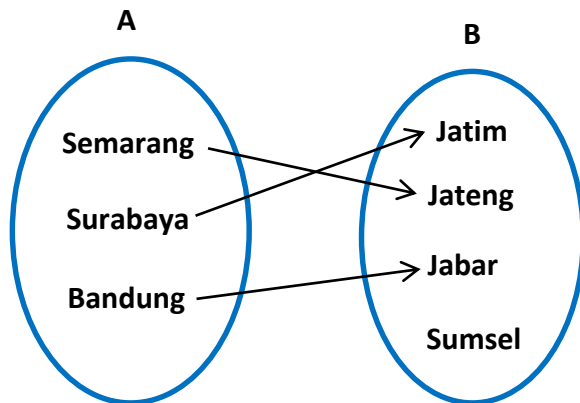 A
B
Semarang
Surabaya
Bandung
Jatim
Jateng
Jabar
Sumsel